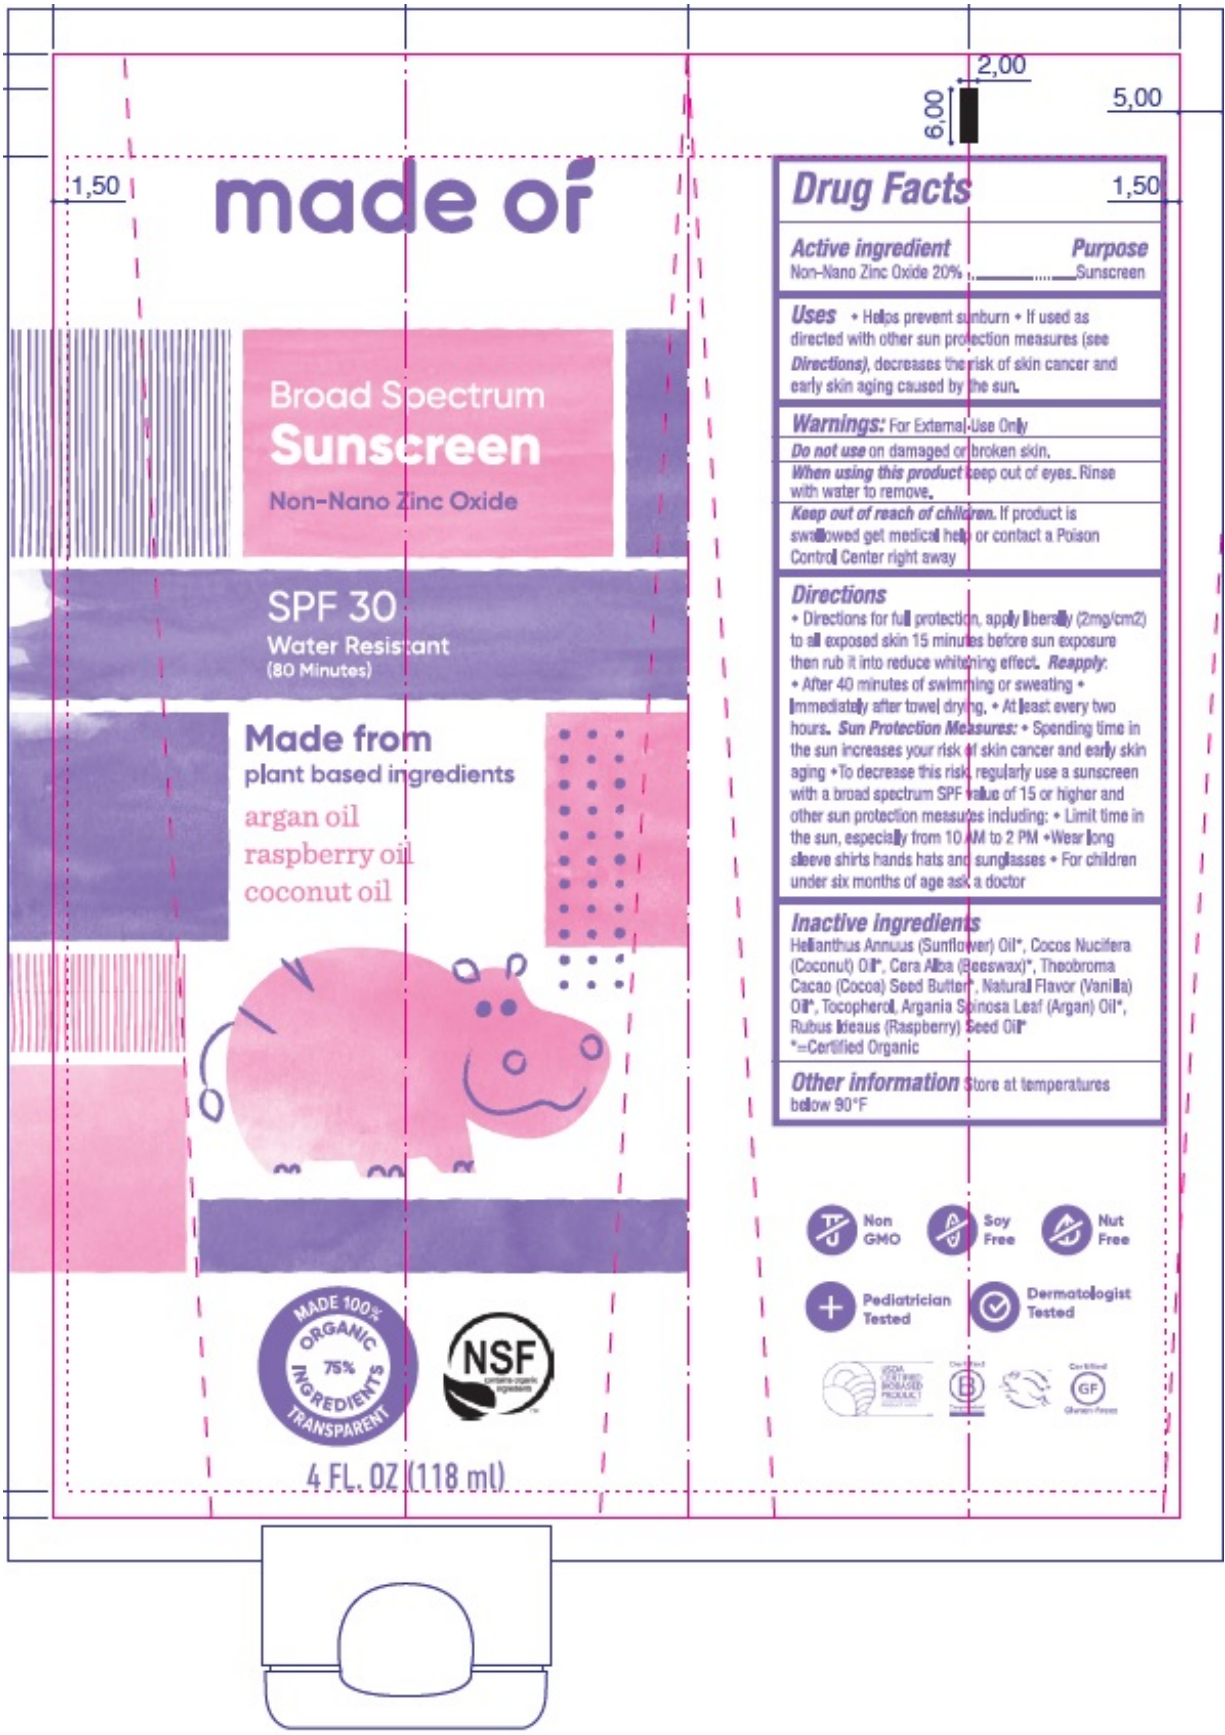 2,00
6,00
5,00
1,50
1,50
made of
Broad Spectrum
Sunscreen
Non-Nano Zinc Oxide
SPF 30
Water Resistant
(80 Minutes)
Made from
plant based ingredients
argan oil
raspberry oil
coconut oil
MADE 100%
ORGANIC
75%
INGREDIENTS
TRANSPARENT
NSF
contains organic
ingredients
TM
4 FL. OZ (118 ml)
Drug Facts
Active ingredient Purpose
Non-Nano Zinc Oxide 20% Sunscreen
Uses • Helps prevent sunburn • If used as
directed with other sun protection measures (see
Directions), decreases the risk of skin cancer and
early skin aging caused by the sun.
Warnings: For External Use Only
Do not use on damaged or broken skin.
When using this product keep out of eyes. Rinse
with water to remove.
Keep out of reach of children. If product is
swallowed get medical help or contact a Poison
Control Center right away
Directions
• Directions for full protection, apply liberally (2mg/cm2)
to all exposed skin 15 minutes before sun exposure
then rub it into reduce whitening effect. Reapply:
• After 40 minutes of swimming or sweating •
Immediately after towel drying. • At least every two
hours. Sun Protection Measures: • Spending time in
the sun increases your risk of skin cancer and early skin
aging •To decrease this risk, regularly use a sunscreen
with a broad spectrum SPF value of 15 or higher and
other sun protection measures including: • Limit time in
the sun, especially from 10 AM to 2 PM •Wear long
sleeve shirts hands hats and sunglasses • For children
under six months of age ask a doctor
Inactive ingredients
Helianthus Annuus (Sunflower) Oil*, Cocos Nucifera
(Coconut) Oil*, Cera Alba (Beeswax)*, Theobroma
Cacao (Cocoa) Seed Butter*, Natural Flavor (Vanilla)
Oil*, Tocopherol, Argania Spinosa Leaf (Argan) Oil*,
Rubus Ideaus (Raspberry) Seed Oil*
*=Certified Organic
Other information Store at temperatures
below 90°F
Non
GMO
Soy
Free
Nut
Free
Pediatrician
Tested
Dermatologist
Tested
USDA
CERTIFIED
BIOBASED
PRODUCT
Certified
B
Certified
GF
Gluten-Free